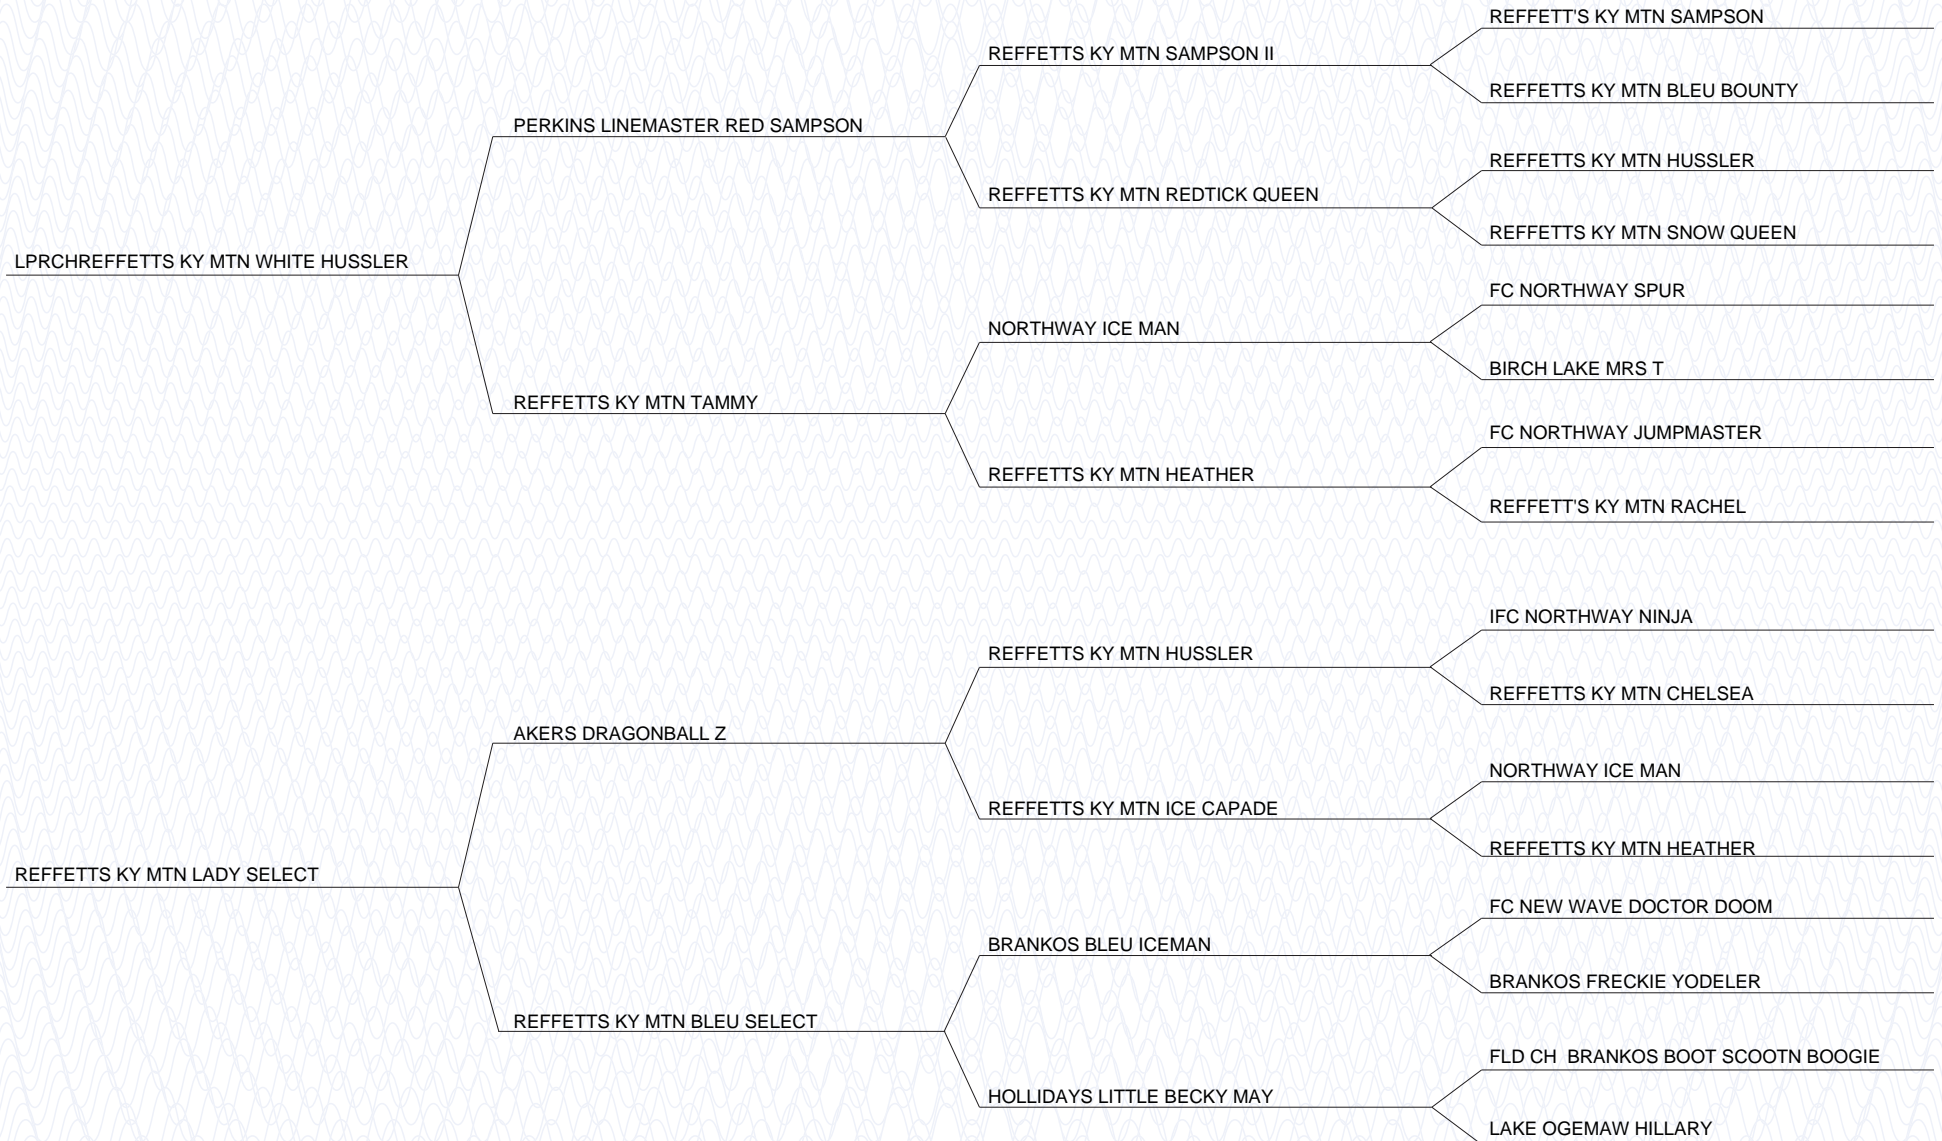 REFFETT'S KY MTN SAMPSON
REFFETTS KY MTN SAMPSON II
REFFETTS KY MTN BLEU BOUNTY
PERKINS LINEMASTER RED SAMPSON
REFFETTS KY MTN HUSSLER
REFFETTS KY MTN REDTICK QUEEN
REFFETTS KY MTN SNOW QUEEN
LPRCHREFFETTS KY MTN WHITE HUSSLER
FC NORTHWAY SPUR
NORTHWAY ICE MAN
BIRCH LAKE MRS T
REFFETTS KY MTN TAMMY
FC NORTHWAY JUMPMASTER
REFFETTS KY MTN HEATHER
REFFETT'S KY MTN RACHEL
IFC NORTHWAY NINJA
REFFETTS KY MTN HUSSLER
REFFETTS KY MTN CHELSEA
AKERS DRAGONBALL Z
NORTHWAY ICE MAN
REFFETTS KY MTN ICE CAPADE
REFFETTS KY MTN HEATHER
REFFETTS KY MTN LADY SELECT
FC NEW WAVE DOCTOR DOOM
BRANKOS BLEU ICEMAN
BRANKOS FRECKIE YODELER
REFFETTS KY MTN BLEU SELECT
FLD CH  BRANKOS BOOT SCOOTN BOOGIE
HOLLIDAYS LITTLE BECKY MAY
LAKE OGEMAW HILLARY